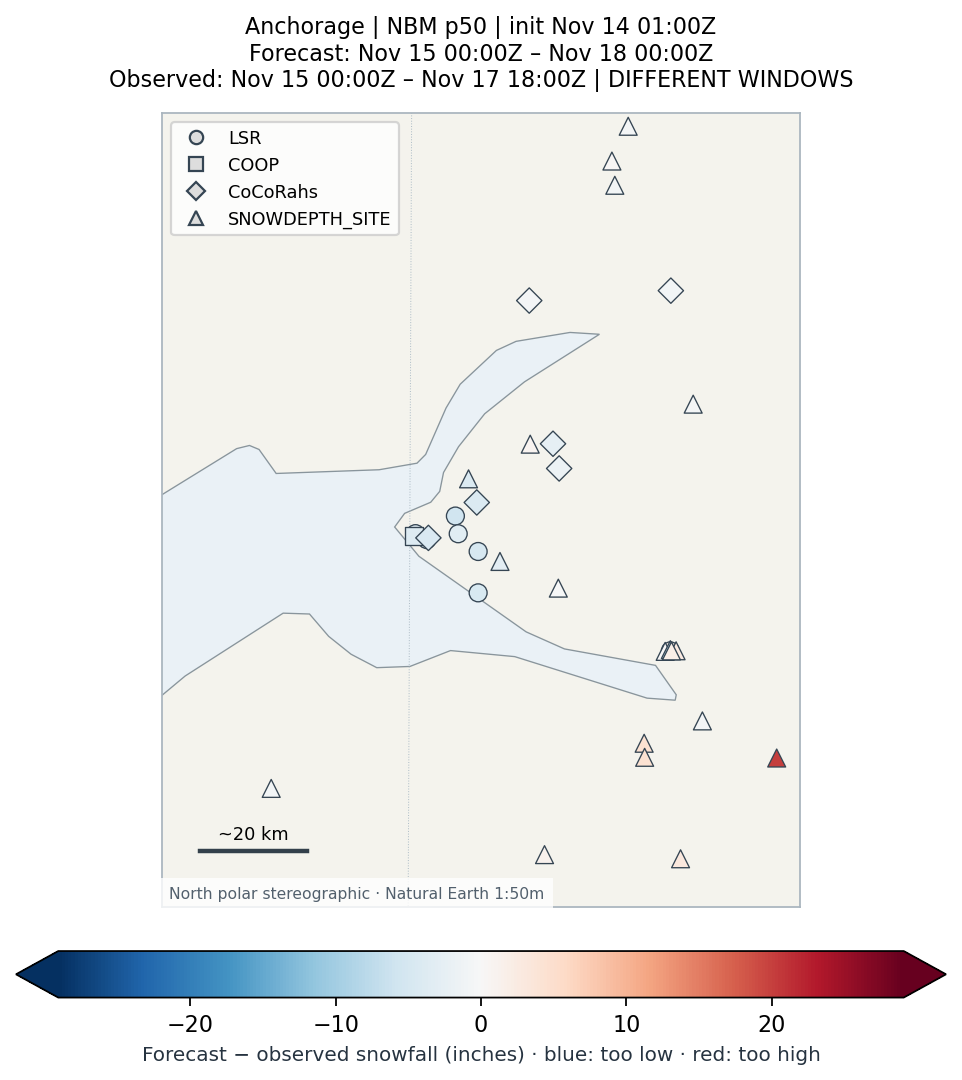 Anchorage | NBM p50 | init Nov 14 01:00Z
Forecast: Nov 15 00:00Z – Nov 18 00:00Z
Observed: Nov 15 00:00Z – Nov 17 18:00Z | DIFFERENT WINDOWS
LSR
COOP
CoCoRahs
SNOWDEPTH_SITE
~20 km
North polar stereographic · Natural Earth 1:50m
−20 −10 0 10 20
Forecast − observed snowfall (inches) · blue: too low · red: too high